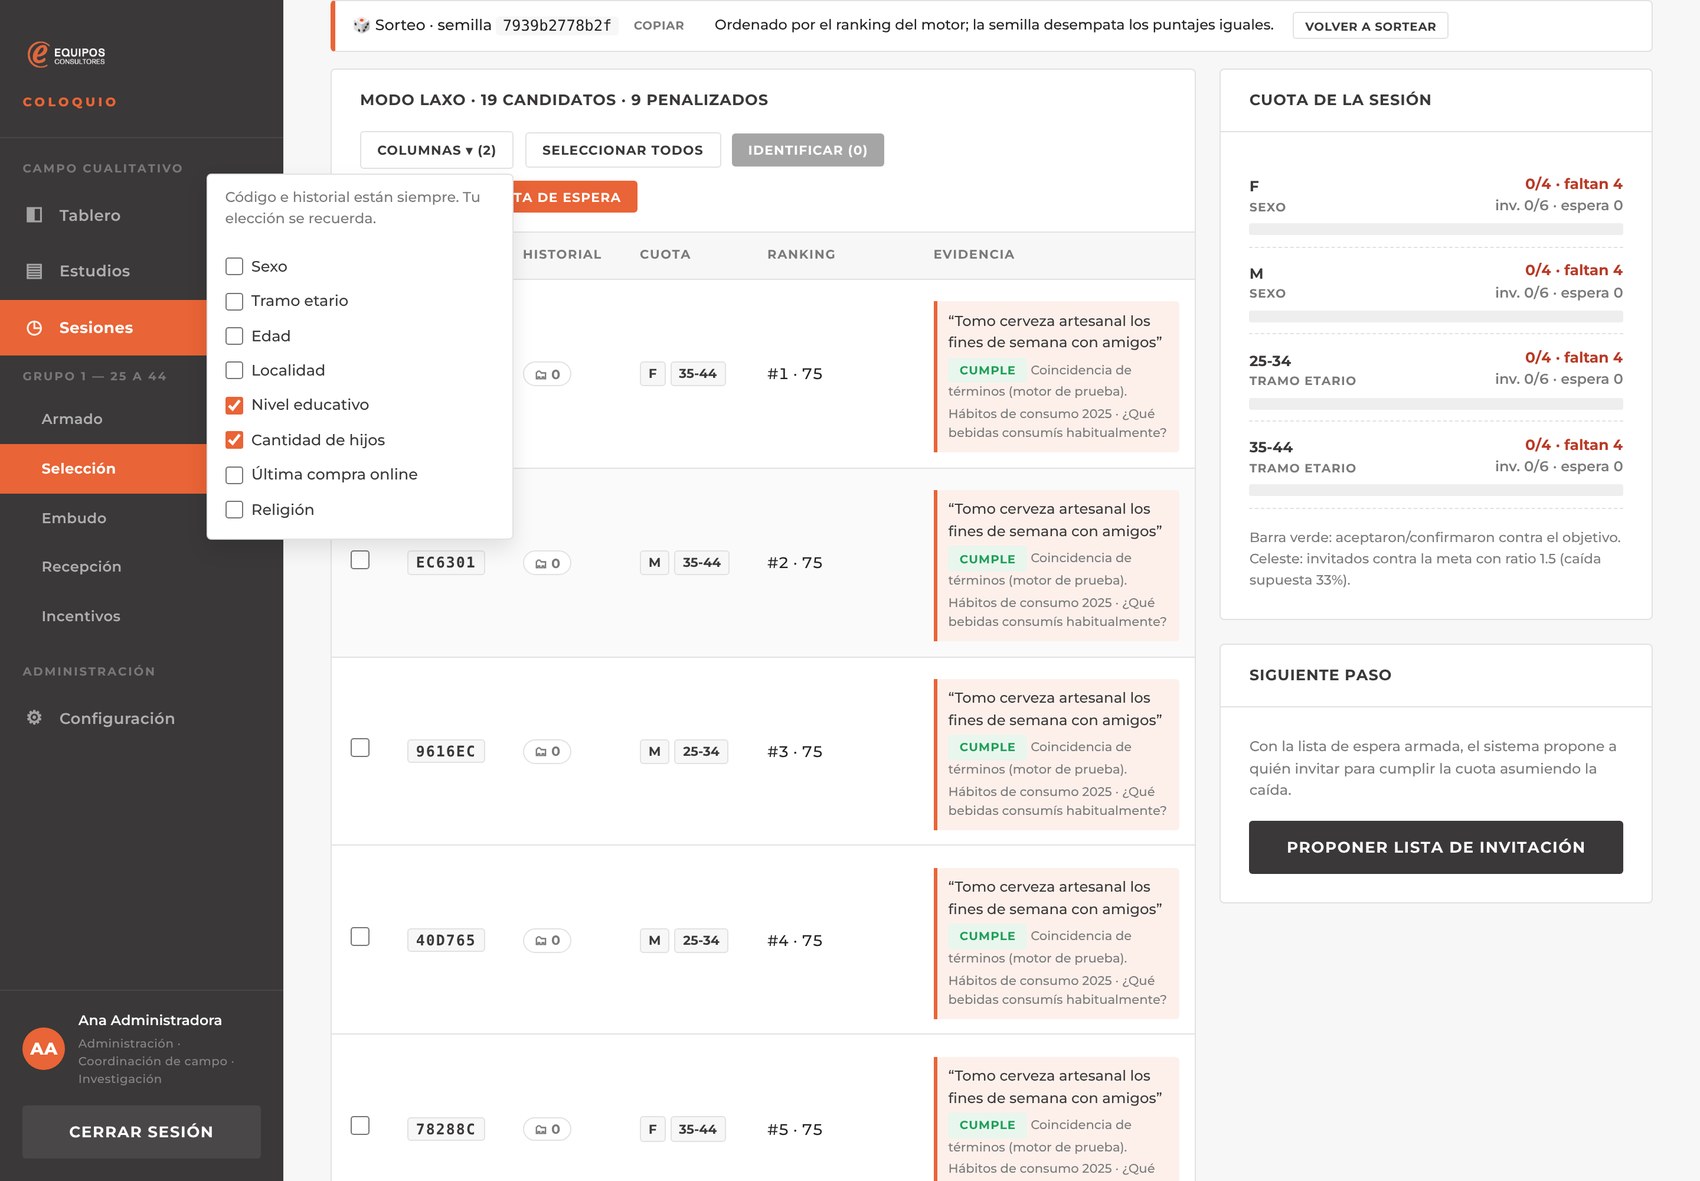 EQUIPOS
CONSULTORES
COLOQUIO
CAMPO CUALITATIVO
Tablero
Estudios
Sesiones
GRUPO 1 — 25 A 44
Armado
Selección
Embudo
Recepción
Incentivos
ADMINISTRACIÓN
Configuración
AA
Ana Administradora
Administración ·
Coordinación de campo ·
Investigación
CERRAR SESIÓN
Sorteo · semilla 7939b2778b2f COPIAR Ordenado por el ranking del motor; la semilla desempata los puntajes iguales. VOLVER A SORTEAR
MODO LAXO · 19 CANDIDATOS · 9 PENALIZADOS
COLUMNAS ▾ (2) SELECCIONAR TODOS IDENTIFICAR (0)
TA DE ESPERA
Código e historial están siempre. Tu
elección se recuerda.
Sexo
Tramo etario
Edad
Localidad
Nivel educativo
Cantidad de hijos
Última compra online
Religión
HISTORIAL CUOTA RANKING EVIDENCIA
0 F 35-44 #1 · 75
“Tomo cerveza artesanal los
fines de semana con amigos”
CUMPLE Coincidencia de
términos (motor de prueba).
Hábitos de consumo 2025 · ¿Qué
bebidas consumís habitualmente?
EC6301 0 M 35-44 #2 · 75
“Tomo cerveza artesanal los
fines de semana con amigos”
CUMPLE Coincidencia de
términos (motor de prueba).
Hábitos de consumo 2025 · ¿Qué
bebidas consumís habitualmente?
9616EC 0 M 25-34 #3 · 75
“Tomo cerveza artesanal los
fines de semana con amigos”
CUMPLE Coincidencia de
términos (motor de prueba).
Hábitos de consumo 2025 · ¿Qué
bebidas consumís habitualmente?
40D765 0 M 25-34 #4 · 75
“Tomo cerveza artesanal los
fines de semana con amigos”
CUMPLE Coincidencia de
términos (motor de prueba).
Hábitos de consumo 2025 · ¿Qué
bebidas consumís habitualmente?
78288C 0 F 35-44 #5 · 75
“Tomo cerveza artesanal los
fines de semana con amigos”
CUMPLE Coincidencia de
términos (motor de prueba).
Hábitos de consumo 2025 · ¿Qué
CUOTA DE LA SESIÓN
F 0/4 · faltan 4
SEXO inv. 0/6 · espera 0
M 0/4 · faltan 4
SEXO inv. 0/6 · espera 0
25-34 0/4 · faltan 4
TRAMO ETARIO inv. 0/6 · espera 0
35-44 0/4 · faltan 4
TRAMO ETARIO inv. 0/6 · espera 0
Barra verde: aceptaron/confirmaron contra el objetivo.
Celeste: invitados contra la meta con ratio 1.5 (caída
supuesta 33%).
SIGUIENTE PASO
Con la lista de espera armada, el sistema propone a
quién invitar para cumplir la cuota asumiendo la
caída.
PROPONER LISTA DE INVITACIÓN